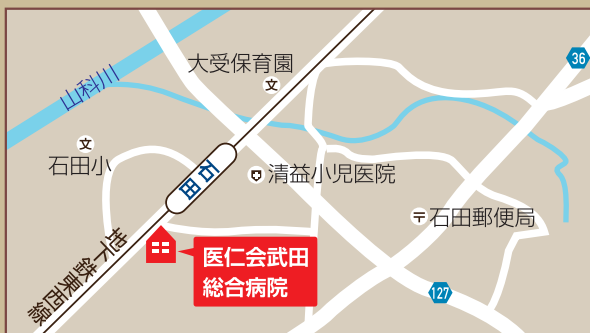 36
大受保育園
山科川
文
文
石田小
石田
清益小児医院
石田郵便局
医仁会武田
総合病院
地下鉄東西線
127